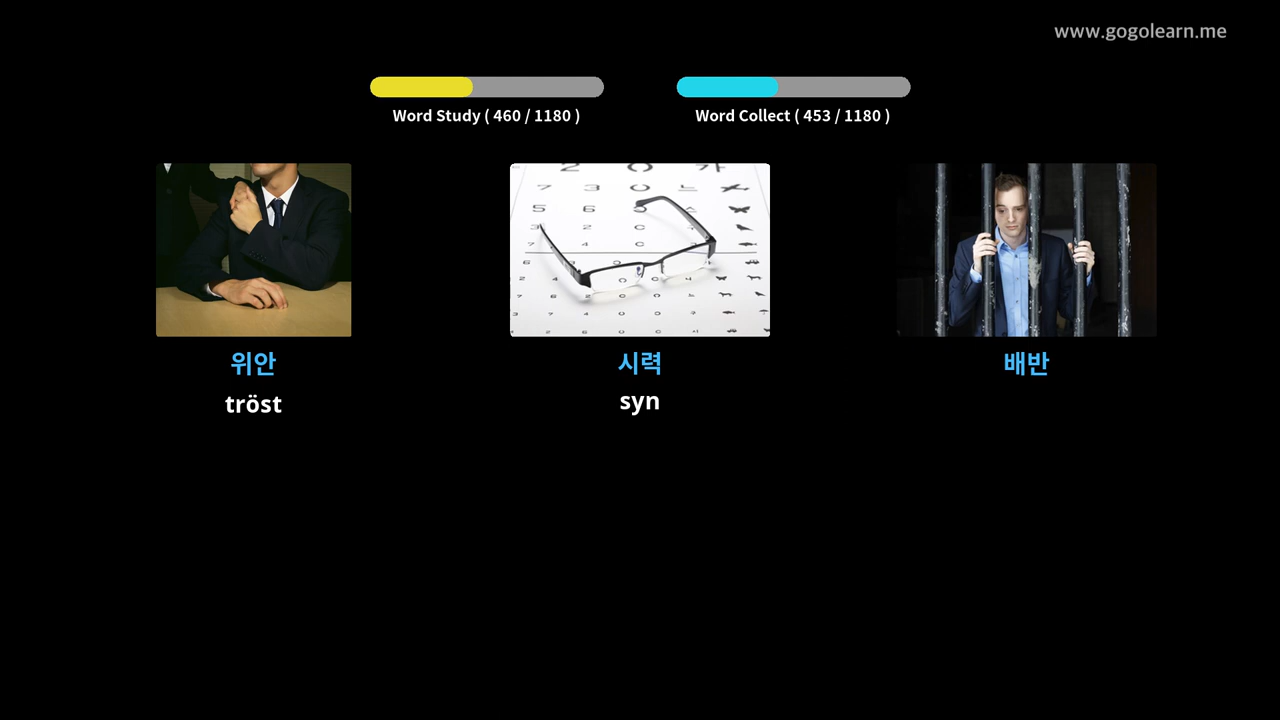 www.gogolearn.me
Word Study ( 460 / 1180 )
Word Collect ( 453 / 1180 )
위안
시력
배반
tröst
syn